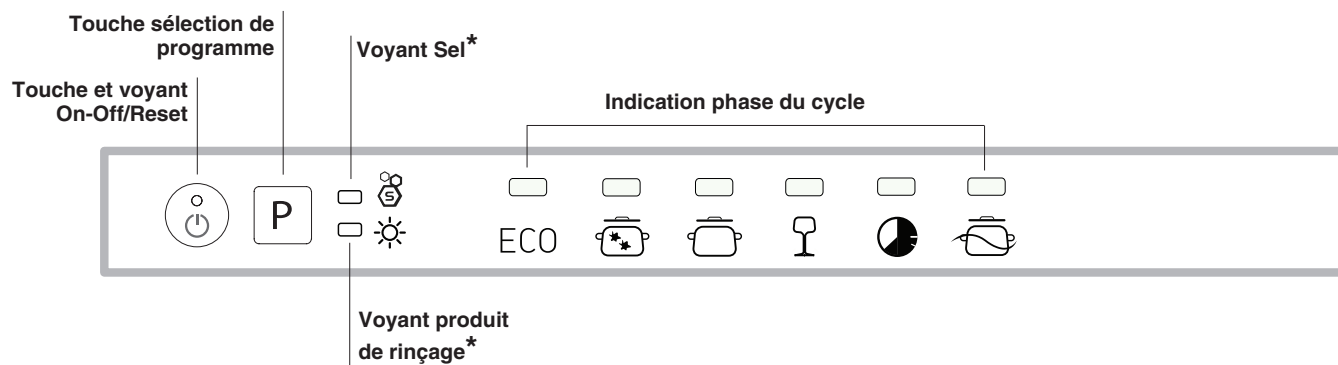 Touche sélection de
programme
Voyant Sel*
Touche et voyant
On-Off/Reset
Indication phase du cycle
P
S
ECO
Voyant produit
de rinçage*